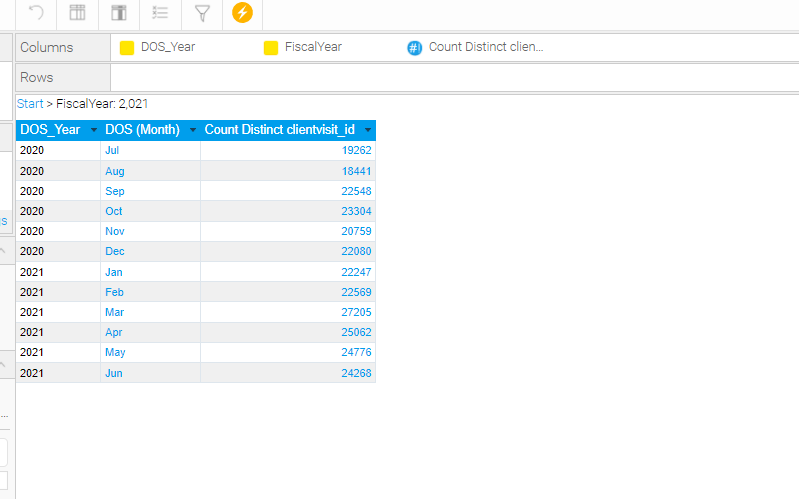 Columns DOS_Year FiscalYear # Count Distinct clien...
Rows
Start > FiscalYear: 2,021
DOS_Year DOS (Month) Count Distinct clientvisit_id
2020 Jul 19262
2020 Aug 18441
2020 Sep 22548
2020 Oct 23304
2020 Nov 20759
2020 Dec 22080
2021 Jan 22247
2021 Feb 22569
2021 Mar 27205
2021 Apr 25062
2021 May 24776
2021 Jun 24268